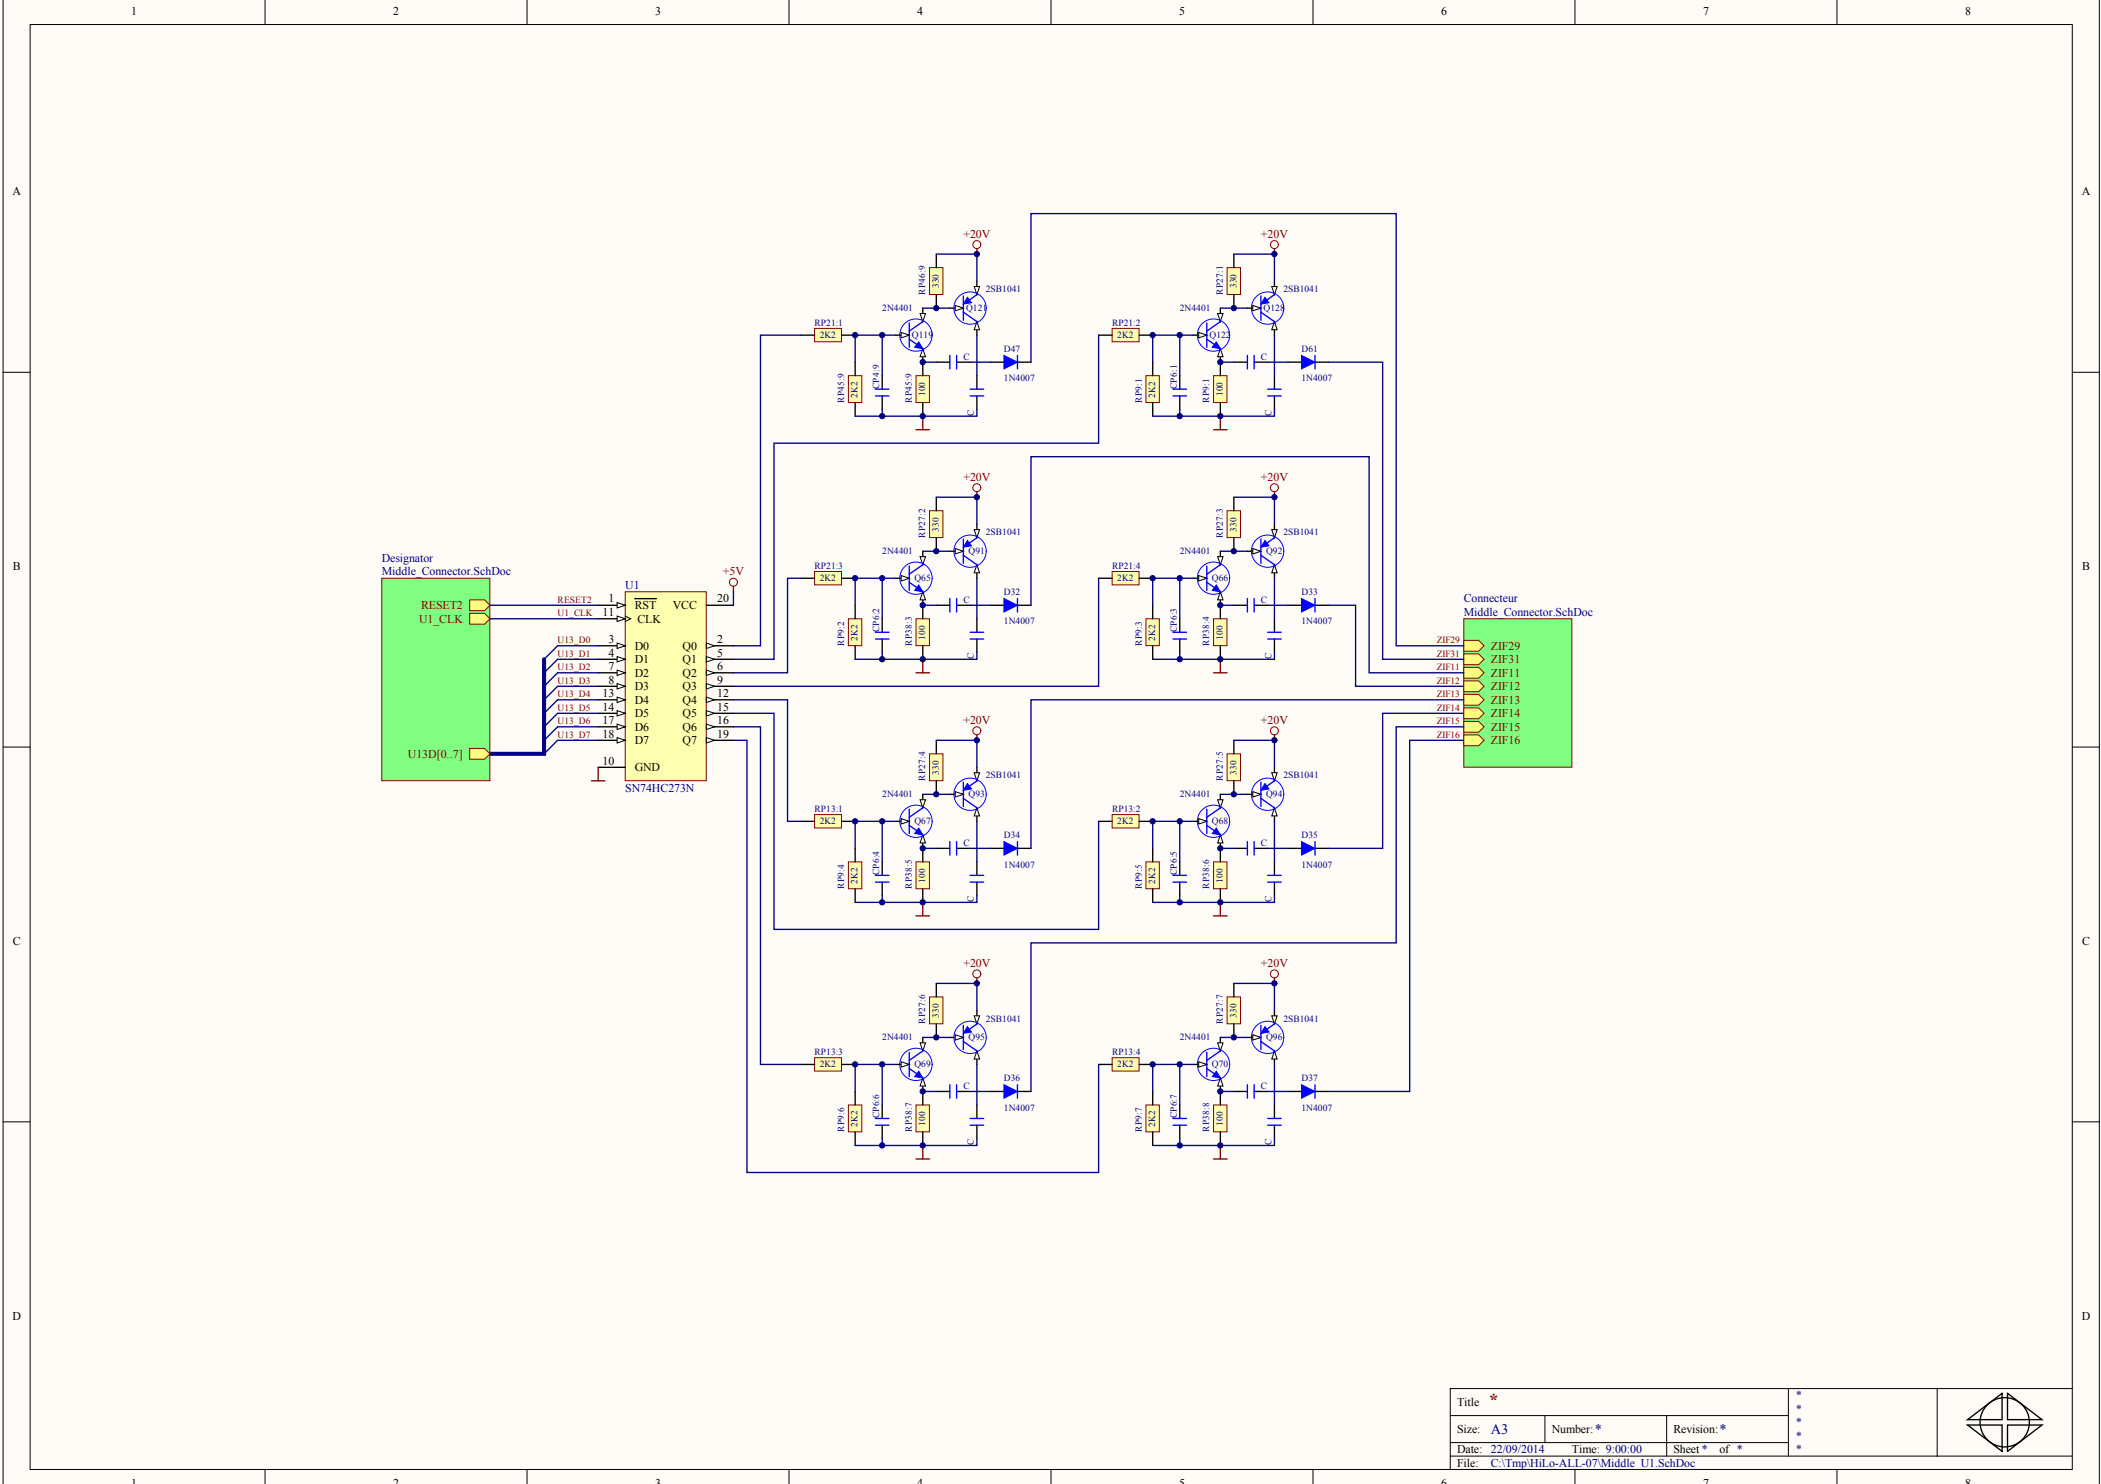 1 2 3 4 5 6 7 8
A A
B B
C C
D D
+20V
RP46:9
330
2SB1041
Q121
2N4401
Q119
RP21:1
2K2
RP45:9
2K2
CP4:9
RP45:9
100
C
C
D47
1N4007
+20V
RP27:1
330
2SB1041
Q128
2N4401
Q122
RP21:2
2K2
RP9:1
2K2
CP6:1
RP9:1
100
C
C
D61
1N4007
+20V
RP27:2
330
2SB1041
Q91
2N4401
Q65
RP21:3
2K2
RP9:2
2K2
CP6:2
RP38:3
100
C
C
D32
1N4007
+20V
RP27:3
330
2SB1041
Q92
2N4401
Q66
RP21:4
2K2
RP9:3
2K2
CP6:3
RP38:4
100
C
C
D33
1N4007
Designator
Middle_Connector.SchDoc
RESET2
U1_CLK
U13D[0..7]
RESET2
U1_CLK
U13_D0
U13_D1
U13_D2
U13_D3
U13_D4
U13_D5
U13_D6
U13_D7
U1
+5V
1 RST VCC 20
11 CLK
3 D0 Q0 2
4 D1 Q1 5
7 D2 Q2 6
8 D3 Q3 9
13 D4 Q4 12
14 D5 Q5 15
17 D6 Q6 16
18 D7 Q7 19
10 GND
SN74HC273N
Connecteur
Middle_Connector.SchDoc
ZIF29 ZIF29
ZIF31 ZIF31
ZIF11 ZIF11
ZIF12 ZIF12
ZIF13 ZIF13
ZIF14 ZIF14
ZIF15 ZIF15
ZIF16 ZIF16
+20V
RP27:4
330
2SB1041
Q93
2N4401
Q67
RP13:1
2K2
RP9:4
2K2
CP6:4
RP38:5
100
C
C
D34
1N4007
+20V
RP27:5
330
2SB1041
Q94
2N4401
Q68
RP13:2
2K2
RP9:5
2K2
CP6:5
RP38:6
100
C
C
D35
1N4007
+20V
RP27:6
330
2SB1041
Q95
2N4401
Q69
RP13:3
2K2
RP9:6
2K2
CP6:6
RP38:7
100
C
C
D36
1N4007
+20V
RP27:7
330
2SB1041
Q96
2N4401
Q70
RP13:4
2K2
RP9:7
2K2
CP6:7
RP38:8
100
C
C
D37
1N4007
Title *
Size: A3 Number: * Revision: *
Date: 22/09/2014 Time: 9:00:00 Sheet * of *
File: C:\Tmp\HiLo-ALL-07\Middle_U1.SchDoc
*
*
*
*
*
1 2 3 4 5 6 7 8